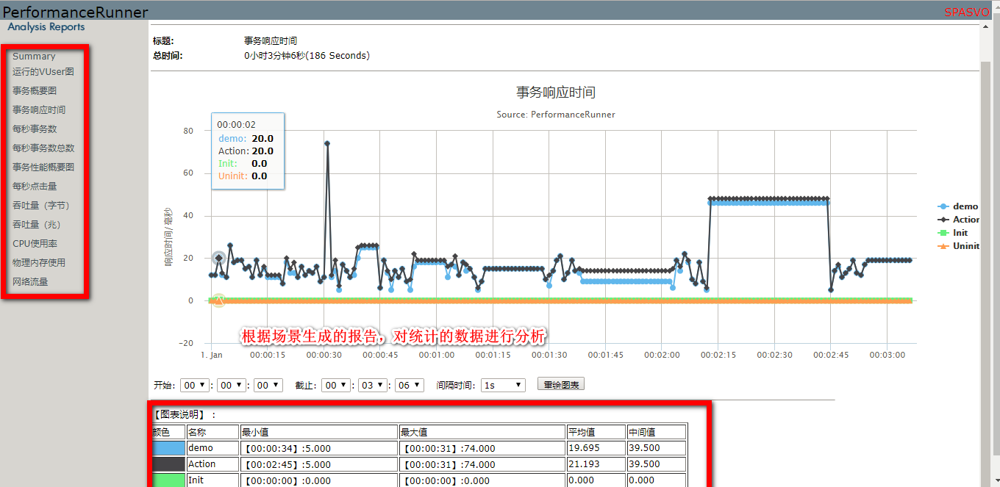 PerformanceRunner
SPASVO
Analysis Reports
Summary
运行的VUser图
事务概要图
事务响应时间
每秒事务数
每秒事务数总数
事务性能概要图
每秒点击量
吞吐量（字节）
吞吐量（兆）
CPU使用率
物理内存使用
网络流量
标题: 事务响应时间
总时间: 0小时3分钟6秒(186 Seconds)
事务响应时间
Source: PerformanceRunner
00:00:02
demo: 20.0
Action: 20.0
Init: 0.0
Uninit: 0.0
响应时间/毫秒
80
60
40
20
0
-20
1. Jan 00:00:15 00:00:30 00:00:45 00:01:00 00:01:15 00:01:30 00:01:45 00:02:00 00:02:15 00:02:30 00:02:45 00:03:00
demo
Action
Init
Uninit
根据场景生成的报告，对统计的数据进行分析
开始: 00 : 00 : 00 截止: 00 : 03 : 06 间隔时间: 1s 重绘图表
【图表说明】：
颜色 名称 最小值 最大值 平均值 中间值
demo 【00:00:34】:5.000 【00:00:31】:74.000 19.695 39.500
Action 【00:02:45】:5.000 【00:00:31】:74.000 21.193 39.500
Init 【00:00:00】:0.000 【00:00:00】:0.000 0.000 0.000